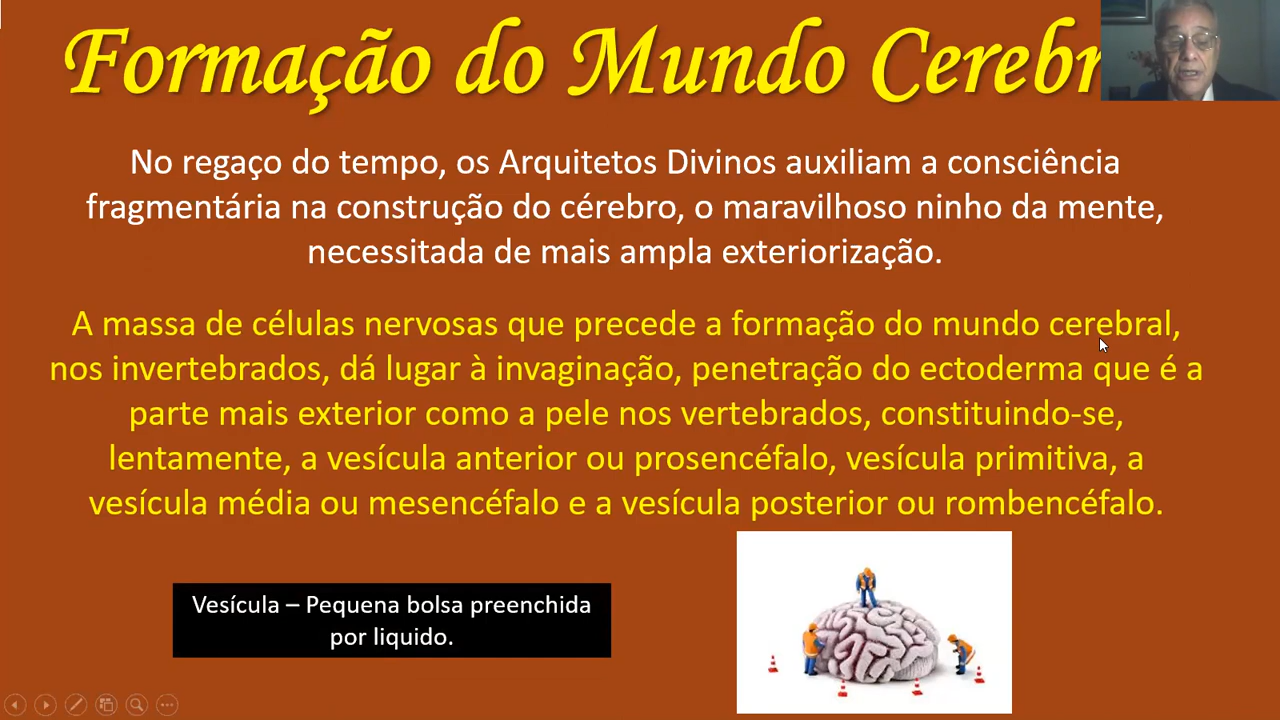 Formação do Mundo Cerebr
No regaço do tempo, os Arquitetos Divinos auxiliam a consciência
fragmentária na construção do cérebro, o maravilhoso ninho da mente,
necessitada de mais ampla exteriorização.
A massa de células nervosas que precede a formação do mundo cerebral,
nos invertebrados, dá lugar à invaginação, penetração do ectoderma que é a
parte mais exterior como a pele nos vertebrados, constituindo-se,
lentamente, a vesícula anterior ou prosencéfalo, vesícula primitiva, a
vesícula média ou mesencéfalo e a vesícula posterior ou rombencéfalo.
Vesícula – Pequena bolsa preenchida
por liquido.